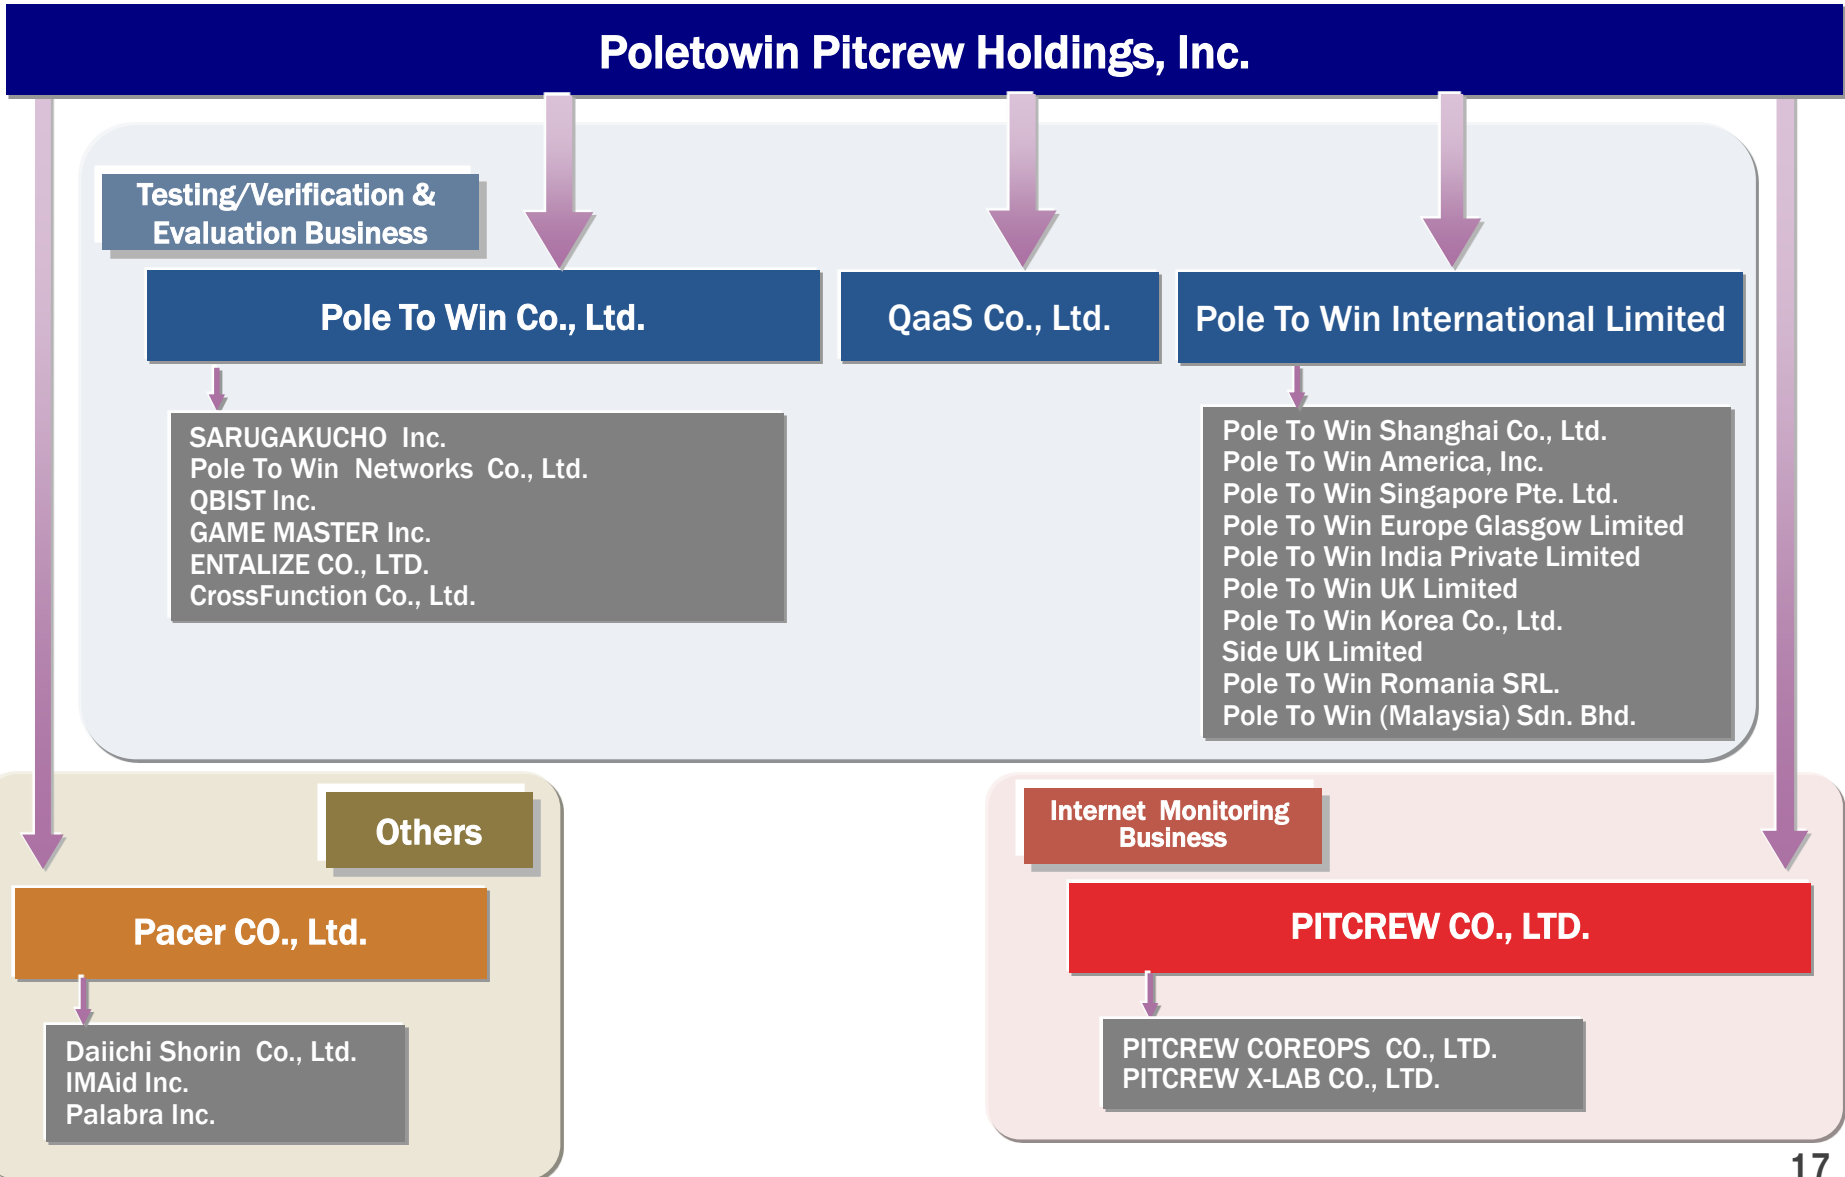 Poletowin Pitcrew Holdings, Inc.
Testing/Verification &
Evaluation Business
Pole To Win Co., Ltd.
QaaS Co., Ltd.
Pole To Win International Limited
SARUGAKUCHO Inc.
Pole To Win Networks Co., Ltd.
QBIST Inc.
GAME MASTER Inc.
ENTALIZE CO., LTD.
CrossFunction Co., Ltd.
Pole To Win Shanghai Co., Ltd.
Pole To Win America, Inc.
Pole To Win Singapore Pte. Ltd.
Pole To Win Europe Glasgow Limited
Pole To Win India Private Limited
Pole To Win UK Limited
Pole To Win Korea Co., Ltd.
Side UK Limited
Pole To Win Romania SRL.
Pole To Win (Malaysia) Sdn. Bhd.
Others
Pacer CO., Ltd.
Daiichi Shorin Co., Ltd.
IMAid Inc.
Palabra Inc.
Internet Monitoring
Business
PITCREW CO., LTD.
PITCREW COREOPS CO., LTD.
PITCREW X-LAB CO., LTD.
17